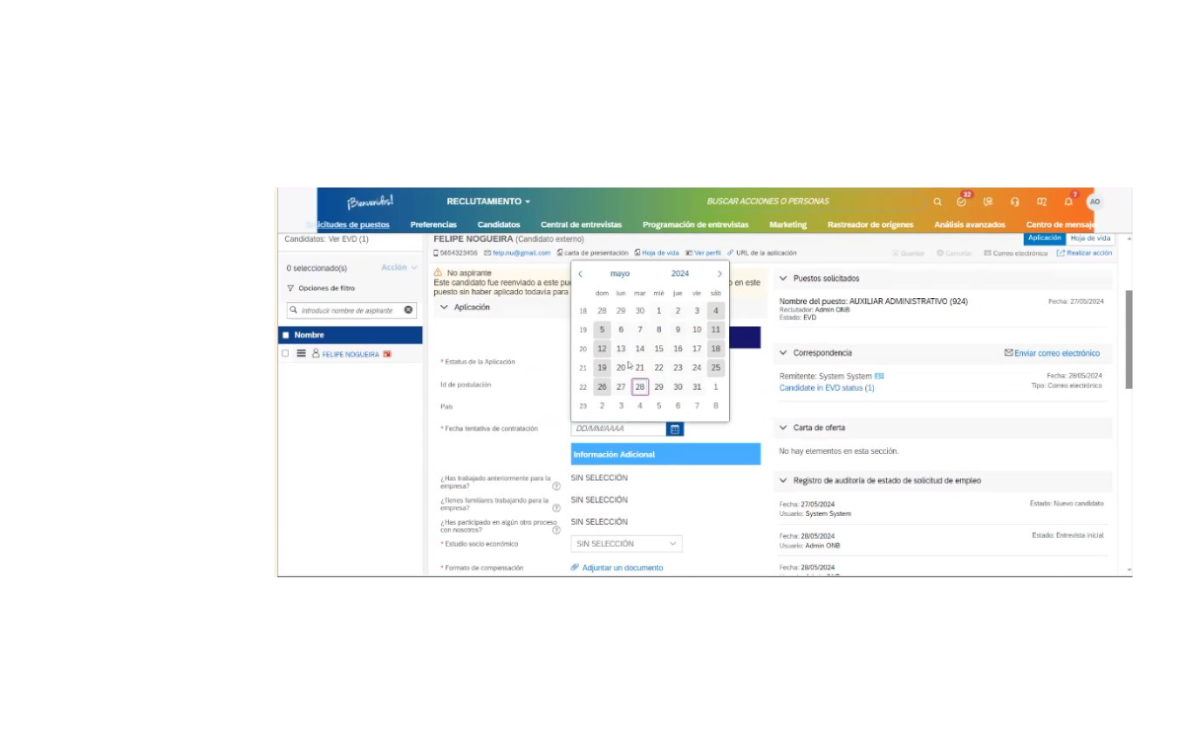 ¡Bienvenidos!
RECLUTAMIENTO
BUSCAR ACCIONES O PERSONAS
32
7
AO
icitudes de puestos
Preferencias
Candidatos
Central de entrevistas
Programación de entrevistas
Marketing
Rastreador de orígenes
Análisis avanzados
Centro de mensaje
Candidatos: Ver EVD (1)
FELIPE NOGUEIRA (Candidato externo)
Aplicación
Hoja de vida
5654323456
felp.nu@gmail.com
carta de presentación
Hoja de vida
Ver perfil
URL de la aplicación
Guardar
Cancelar
Correo electrónico
Realizar acción
0 seleccionado(s)
Acción
Opciones de filtro
Introducir nombre de aspirante
Nombre
FELIPE NOGUEIRA
No aspirante
Este candidato fue reenviado a este pu
o en este
puesto sin haber aplicado todavía para
Aplicación
mayo 2024
dom lun mar mié jue vie sáb
18 28 29 30 1 2 3 4
19 5 6 7 8 9 10 11
20 12 13 14 15 16 17 18
21 19 20 21 22 23 24 25
22 26 27 28 29 30 31 1
23 2 3 4 5 6 7 8
* Estatus de la Aplicación
Id de postulación
País
* Fecha tentativa de contratación
DD/MM/AAAA
Información Adicional
¿Has trabajado anteriormente para la
empresa?
SIN SELECCIÓN
¿Tienes familiares trabajando para la
empresa?
SIN SELECCIÓN
¿Has participado en algún otro proceso
con nosotros?
SIN SELECCIÓN
* Estudio socio económico
SIN SELECCIÓN
* Formato de compensación
Adjuntar un documento
Puestos solicitados
Nombre del puesto: AUXILIAR ADMINISTRATIVO (924)
Fecha: 27/05/2024
Reclutador: Admin ONB
Estado: EVD
Correspondencia
Enviar correo electrónico
Remitente: System System
Fecha: 28/05/2024
Candidate in EVD status (1)
Tipo: Correo electrónico
Carta de oferta
No hay elementos en esta sección.
Registro de auditoría de estado de solicitud de empleo
Fecha: 27/05/2024
Estado: Nuevo candidato
Usuario: System System
Fecha: 28/05/2024
Estado: Entrevista inicial
Usuario: Admin ONB
Fecha: 28/05/2024